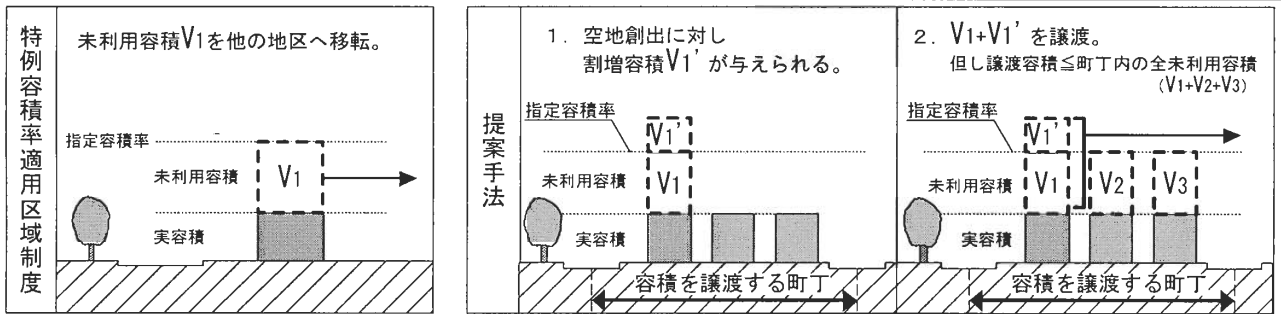 特例容積率適用区域制度
未利用容積V1を他の地区へ移転。
指定容積率
未利用容積
V1
実容積
提案手法
1. 空地創出に対し
割増容積V1'が与えられる。
指定容積率
V1'
未利用容積
V1
実容積
容積を譲渡する町丁
2. V1+V1'を譲渡。
但し譲渡容積≦町丁内の全未利用容積
(V1+V2+V3)
指定容積率
V1'
未利用容積
V1
V2
V3
実容積
容積を譲渡する町丁